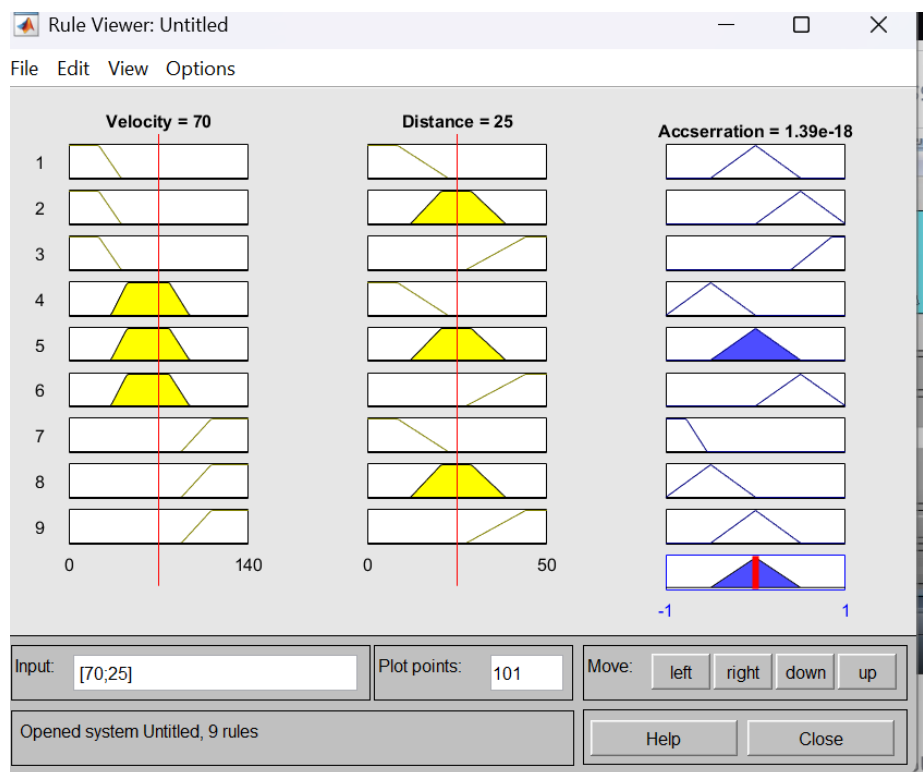 Rule Viewer: Untitled
File Edit View Options
Velocity = 70
Distance = 25
Accserration = 1.39e-18
1
2
3
4
5
6
7
8
9
0 140
0 50
-1 1
Input: [70;25]
Plot points: 101
Move: left right down up
Opened system Untitled, 9 rules
Help Close